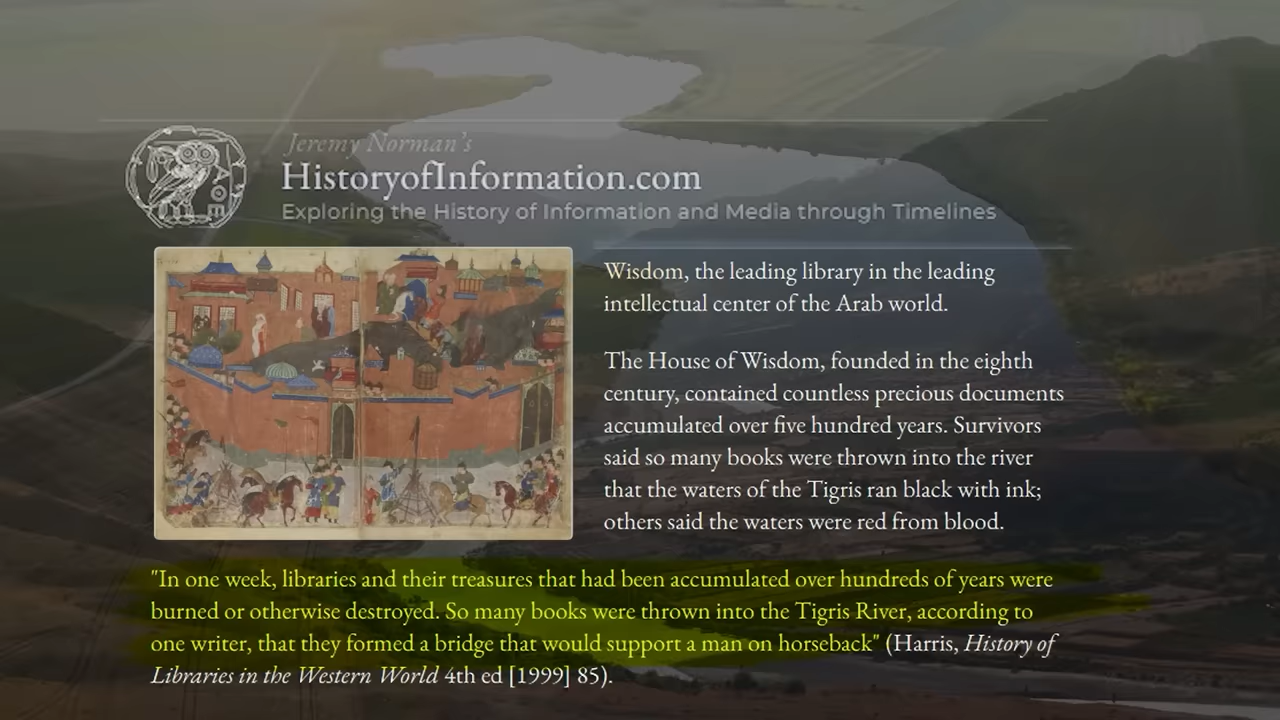 Jeremy Norman's
HistoryofInformation.com
Exploring the History of Information and Media through Timelines
Wisdom, the leading library in the leading
intellectual center of the Arab world.
The House of Wisdom, founded in the eighth
century, contained countless precious documents
accumulated over five hundred years. Survivors
said so many books were thrown into the river
that the waters of the Tigris ran black with ink;
others said the waters were red from blood.
"In one week, libraries and their treasures that had been accumulated over hundreds of years were
burned or otherwise destroyed. So many books were thrown into the Tigris River, according to
one writer, that they formed a bridge that would support a man on horseback" (Harris, History of
Libraries in the Western World 4th ed [1999] 85).